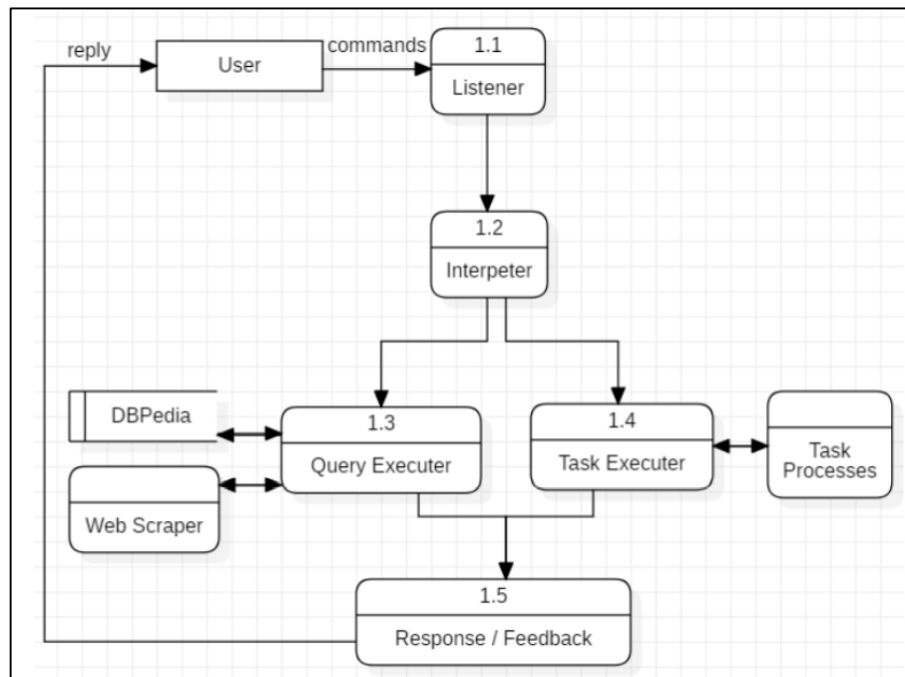 reply
User
commands
1.1
Listener
1.2
Interpeter
DBPedia
1.3
Query Executer
1.4
Task Executer
Task
Processes
Web Scraper
1.5
Response / Feedback